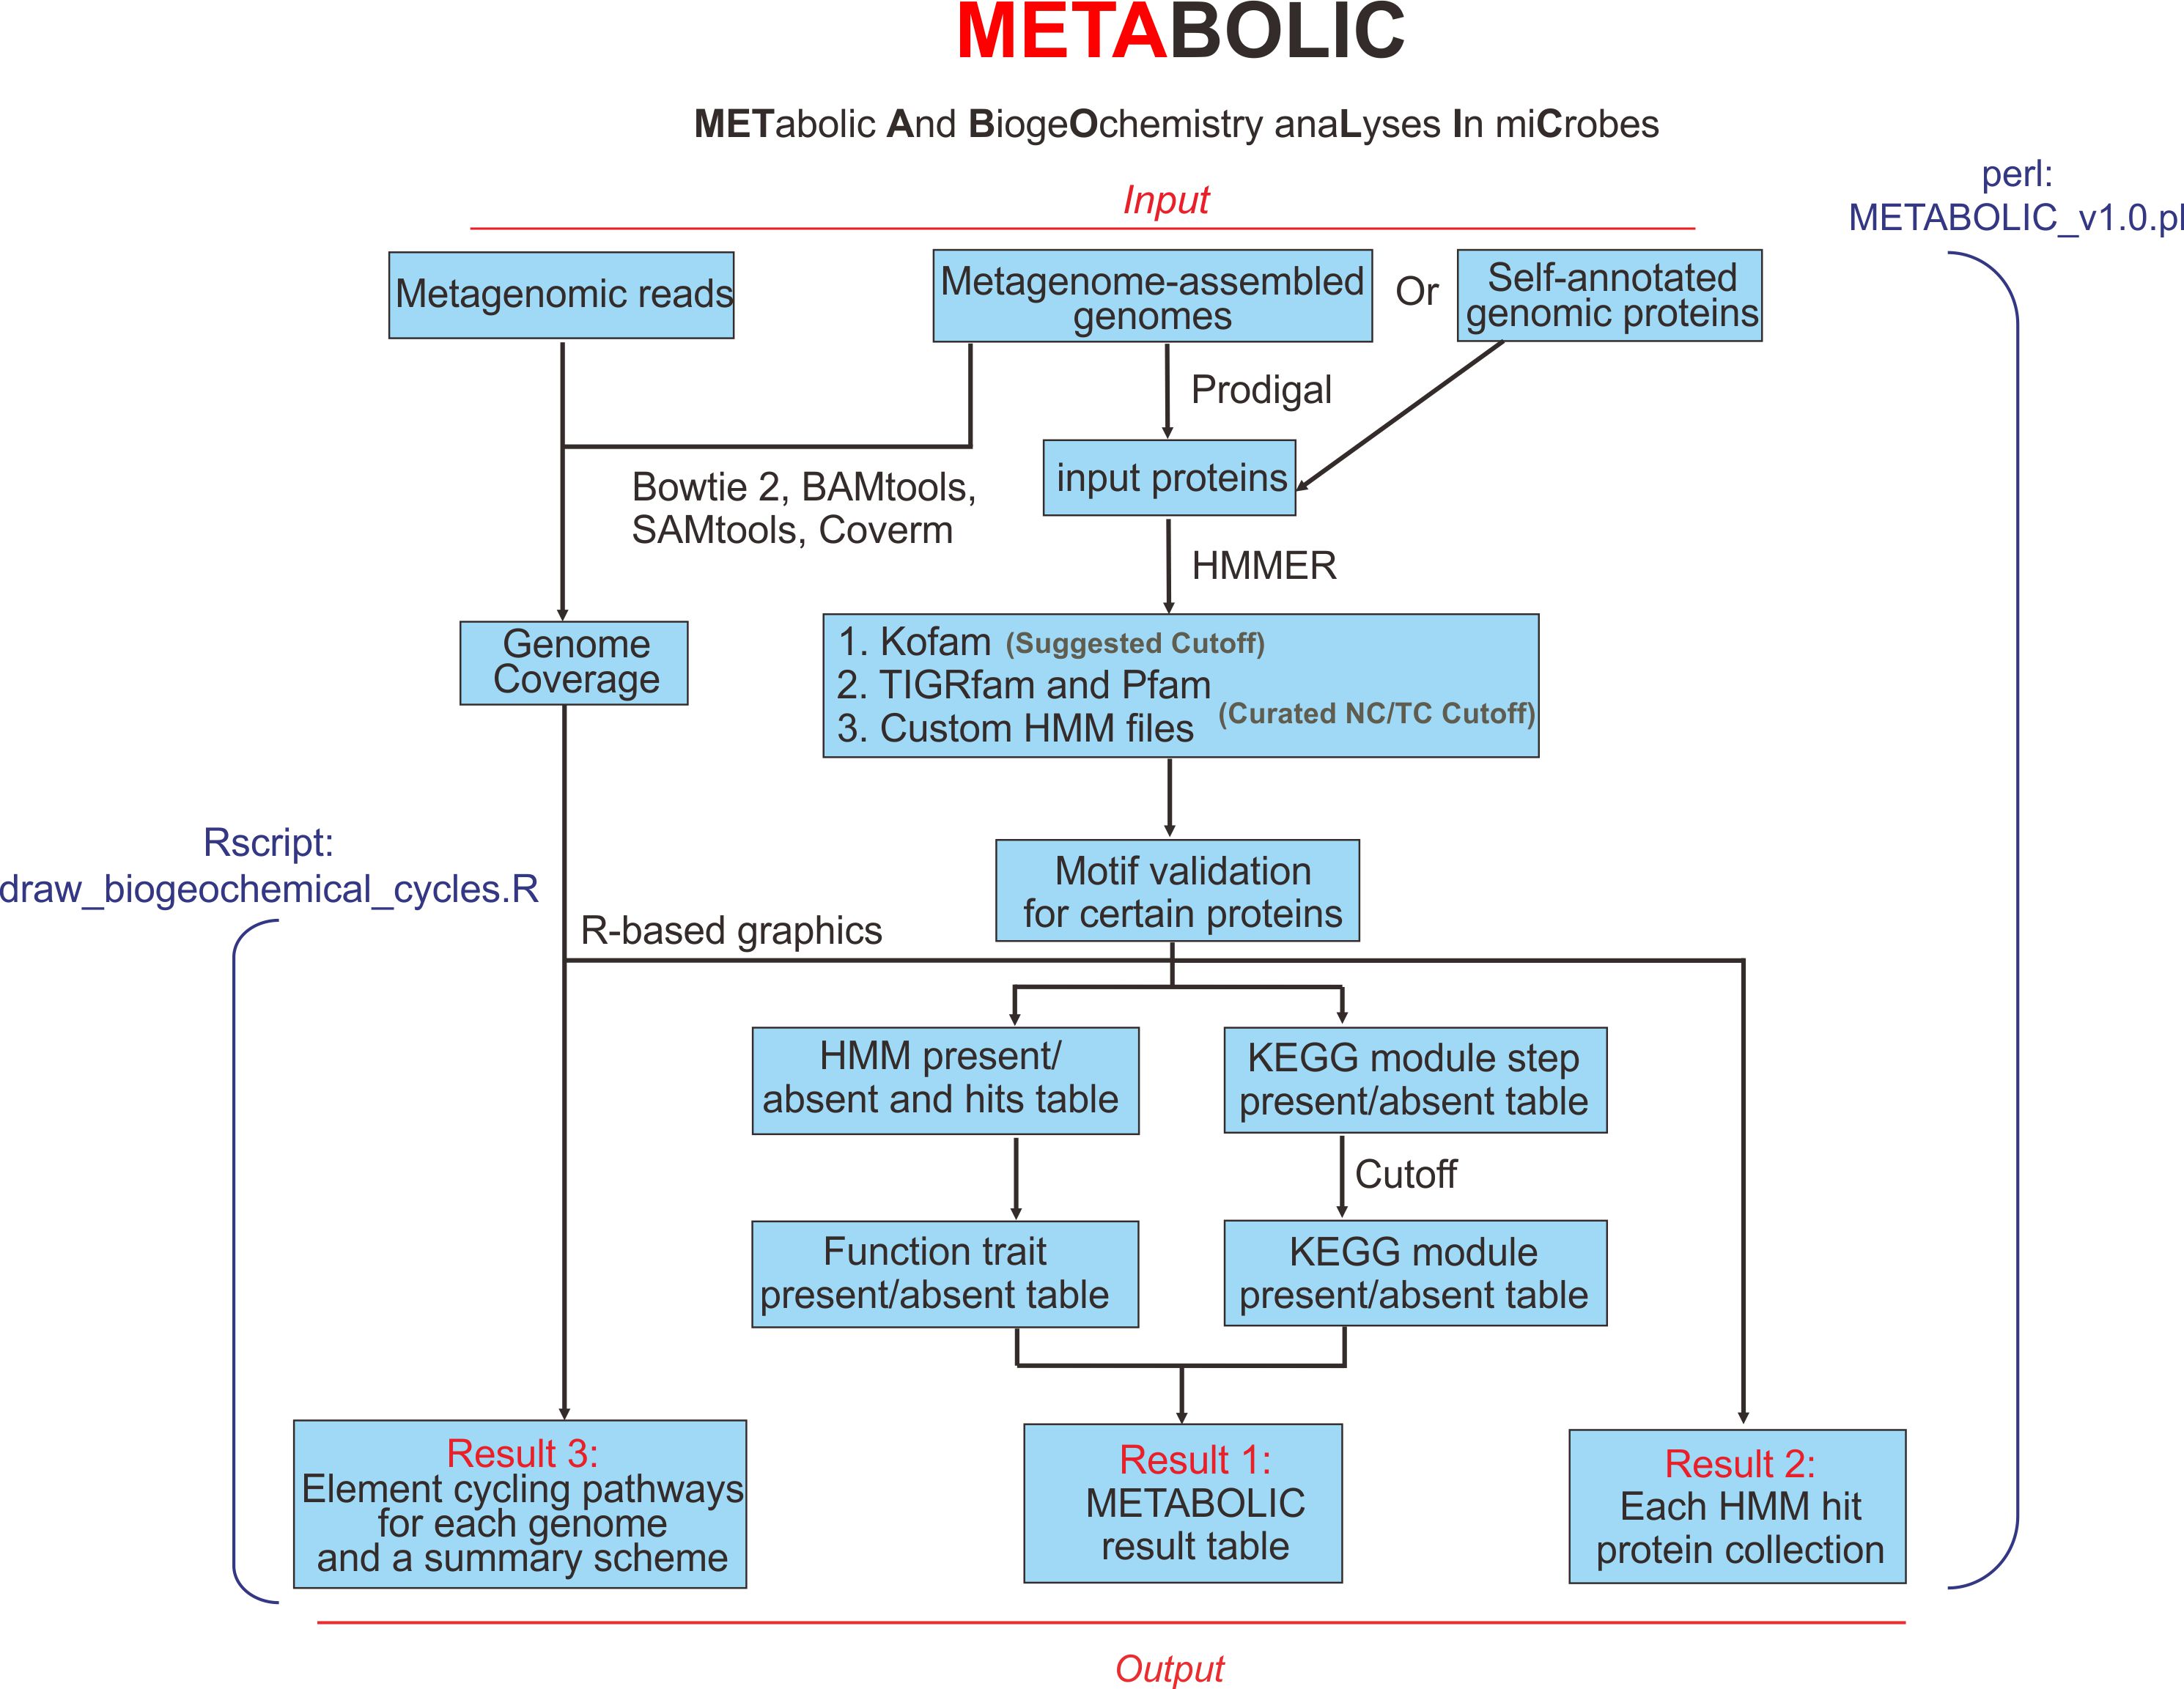 METABOLIC
METabolic And BiogeOchemistry anaLyses In miCrobes
Input
perl:
METABOLIC_v1.0.pl
Metagenomic reads
Metagenome-assembled
genomes
Or
Self-annotated
genomic proteins
Prodigal
input proteins
Bowtie 2, BAMtools,
SAMtools, Coverm
HMMER
Genome
Coverage
1. Kofam (Suggested Cutoff)
2. TIGRfam and Pfam
(Curated NC/TC Cutoff)
3. Custom HMM files
Rscript:
draw_biogeochemical_cycles.R
Motif validation
for certain proteins
R-based graphics
HMM present/
absent and hits table
KEGG module step
present/absent table
Cutoff
Function trait
present/absent table
KEGG module
present/absent table
Result 3:
Element cycling pathways
for each genome
and a summary scheme
Result 1:
METABOLIC
result table
Result 2:
Each HMM hit
protein collection
Output